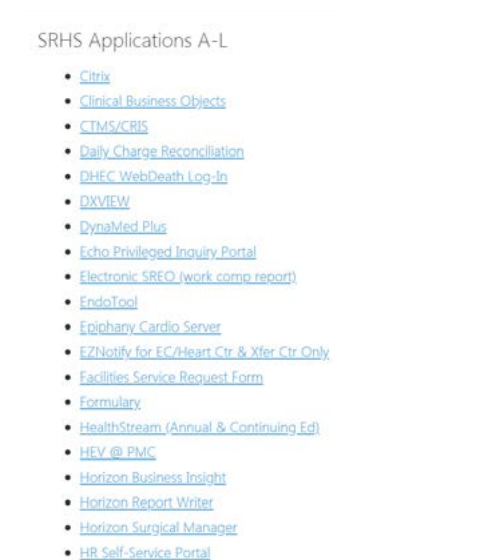 SRHS Applications A-L
Citrix
Clinical Business Objects
CTMS/CRIS
Daily Charge Reconciliation
DHEC WebDeath Log-In
DXVIEW
DynaMed Plus
Echo Privileged Inquiry Portal
Electronic SREO (work comp report)
EndoTool
Epiphany Cardio Server
EZNotify for EC/Heart Ctr & Xfer Ctr Only
Facilities Service Request Form
Formulary
HealthStream (Annual & Continuing Ed)
HEV @ PMC
Horizon Business Insight
Horizon Report Writer
Horizon Surgical Manager
HR Self-Service Portal